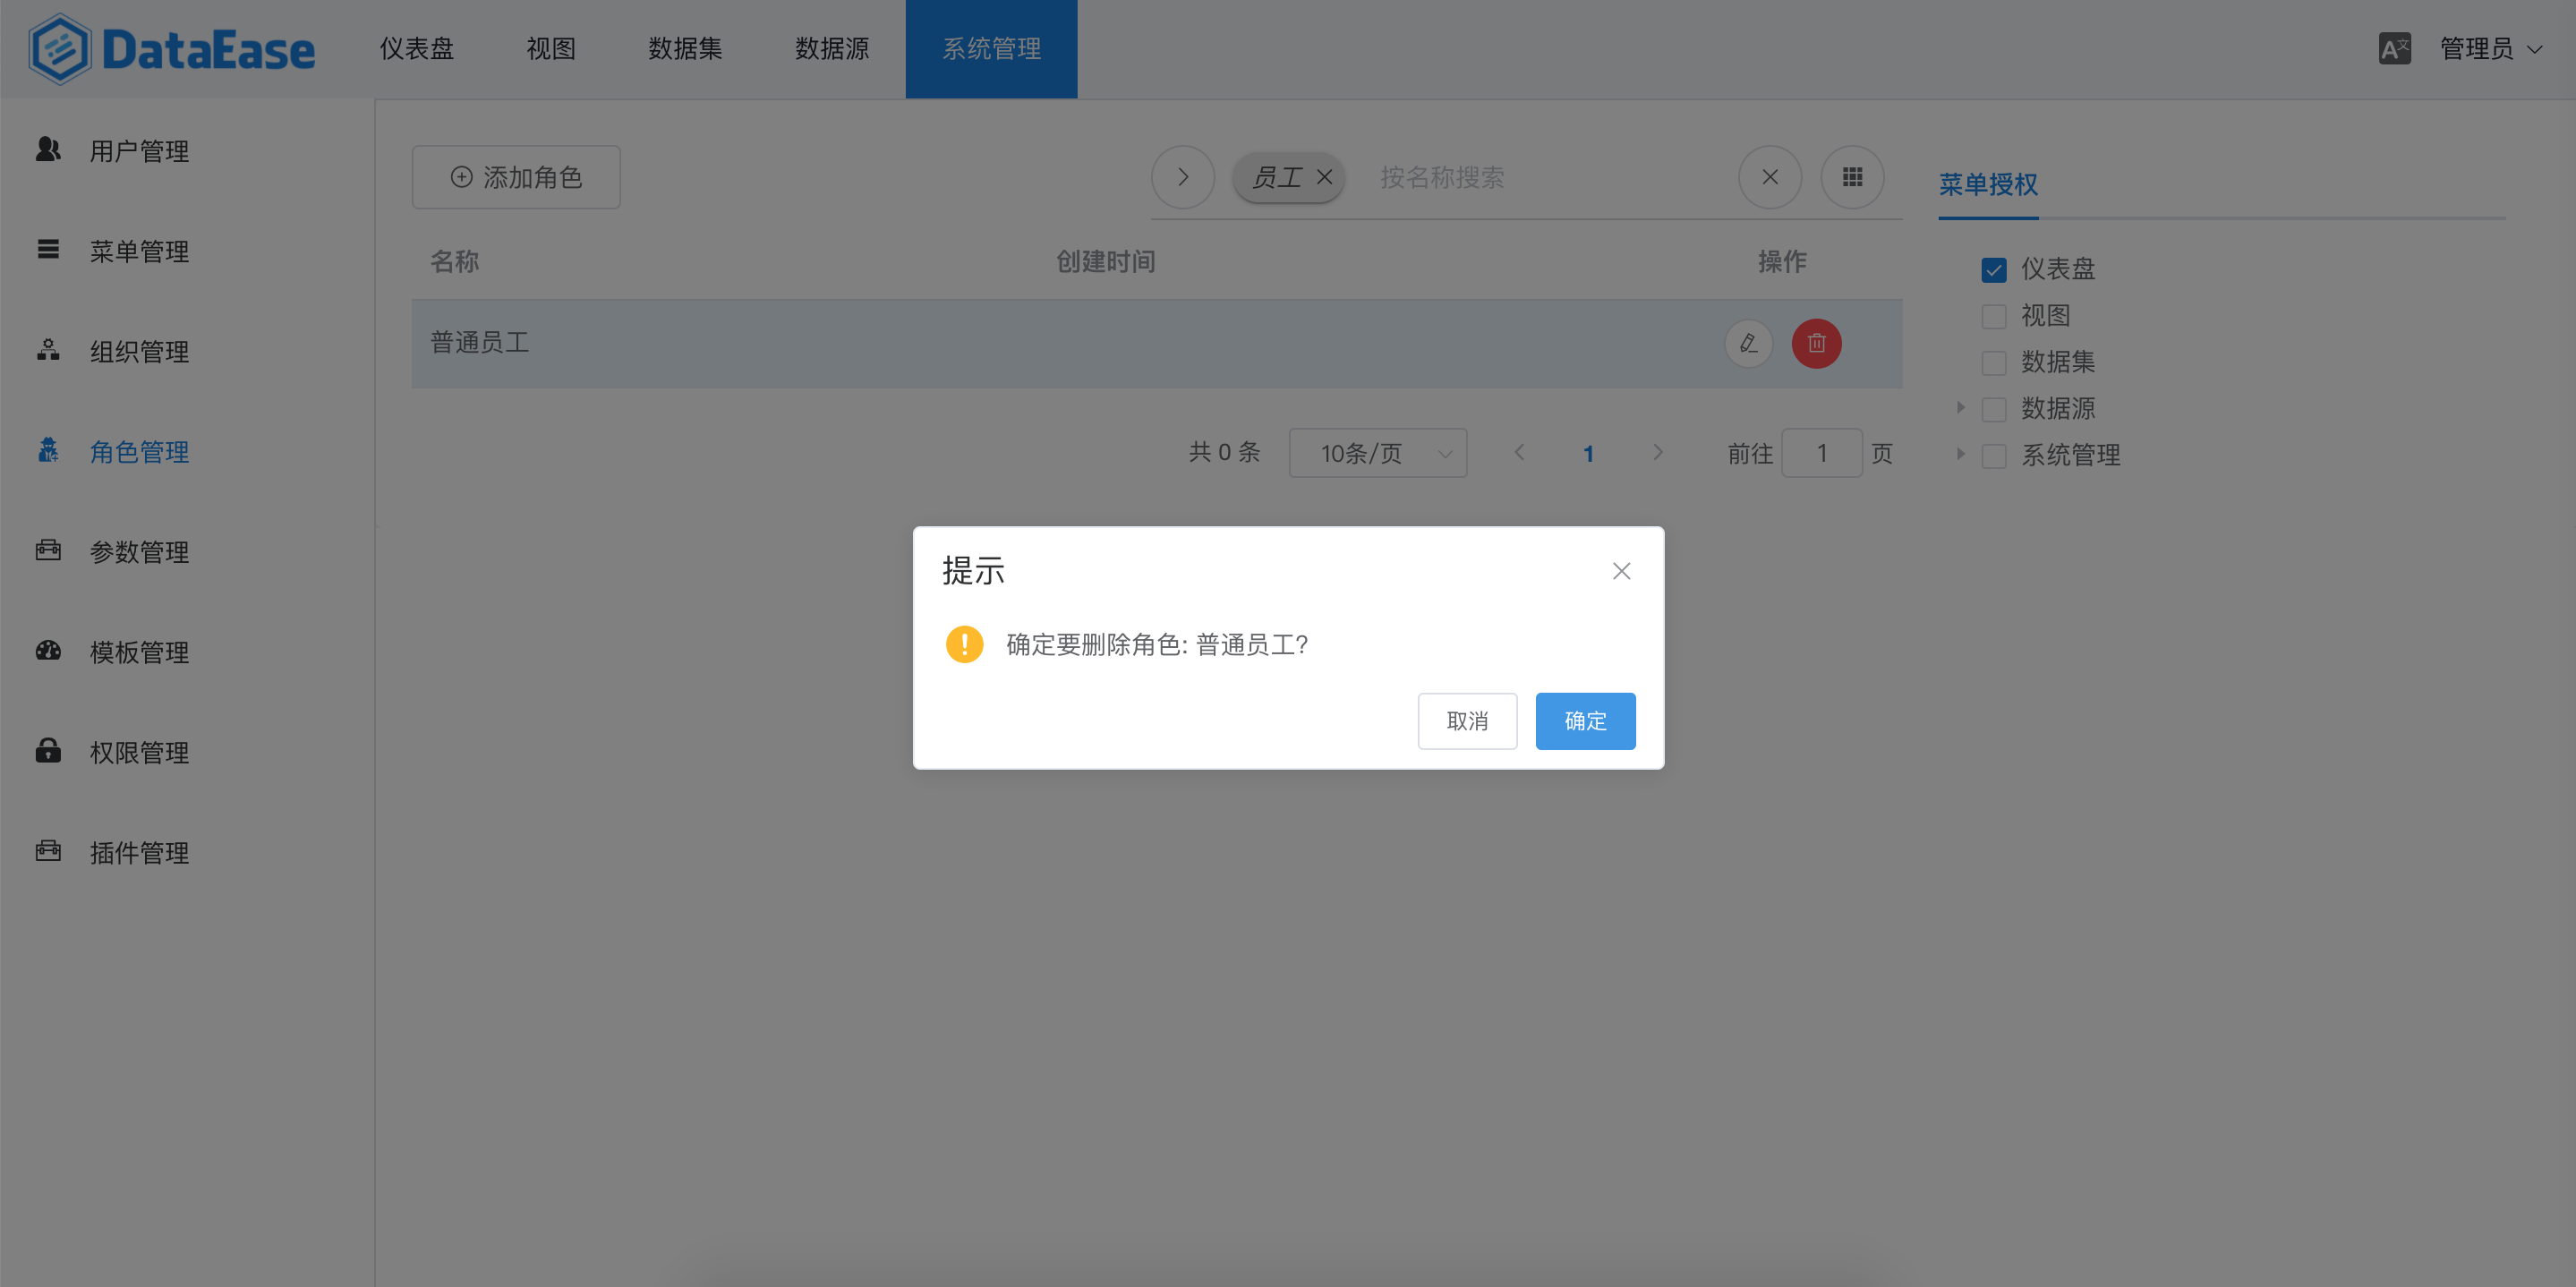 DataEase 仪表盘 视图 数据集 数据源 系统管理 A文 管理员
用户管理
菜单管理
组织管理
角色管理
参数管理
模板管理
权限管理
插件管理
添加角色 员工 按名称搜索
名称 创建时间 操作
普通员工
共 0 条 10条/页 1 前往 1 页
菜单授权
仪表盘
视图
数据集
数据源
系统管理
提示
确定要删除角色: 普通员工?
取消 确定